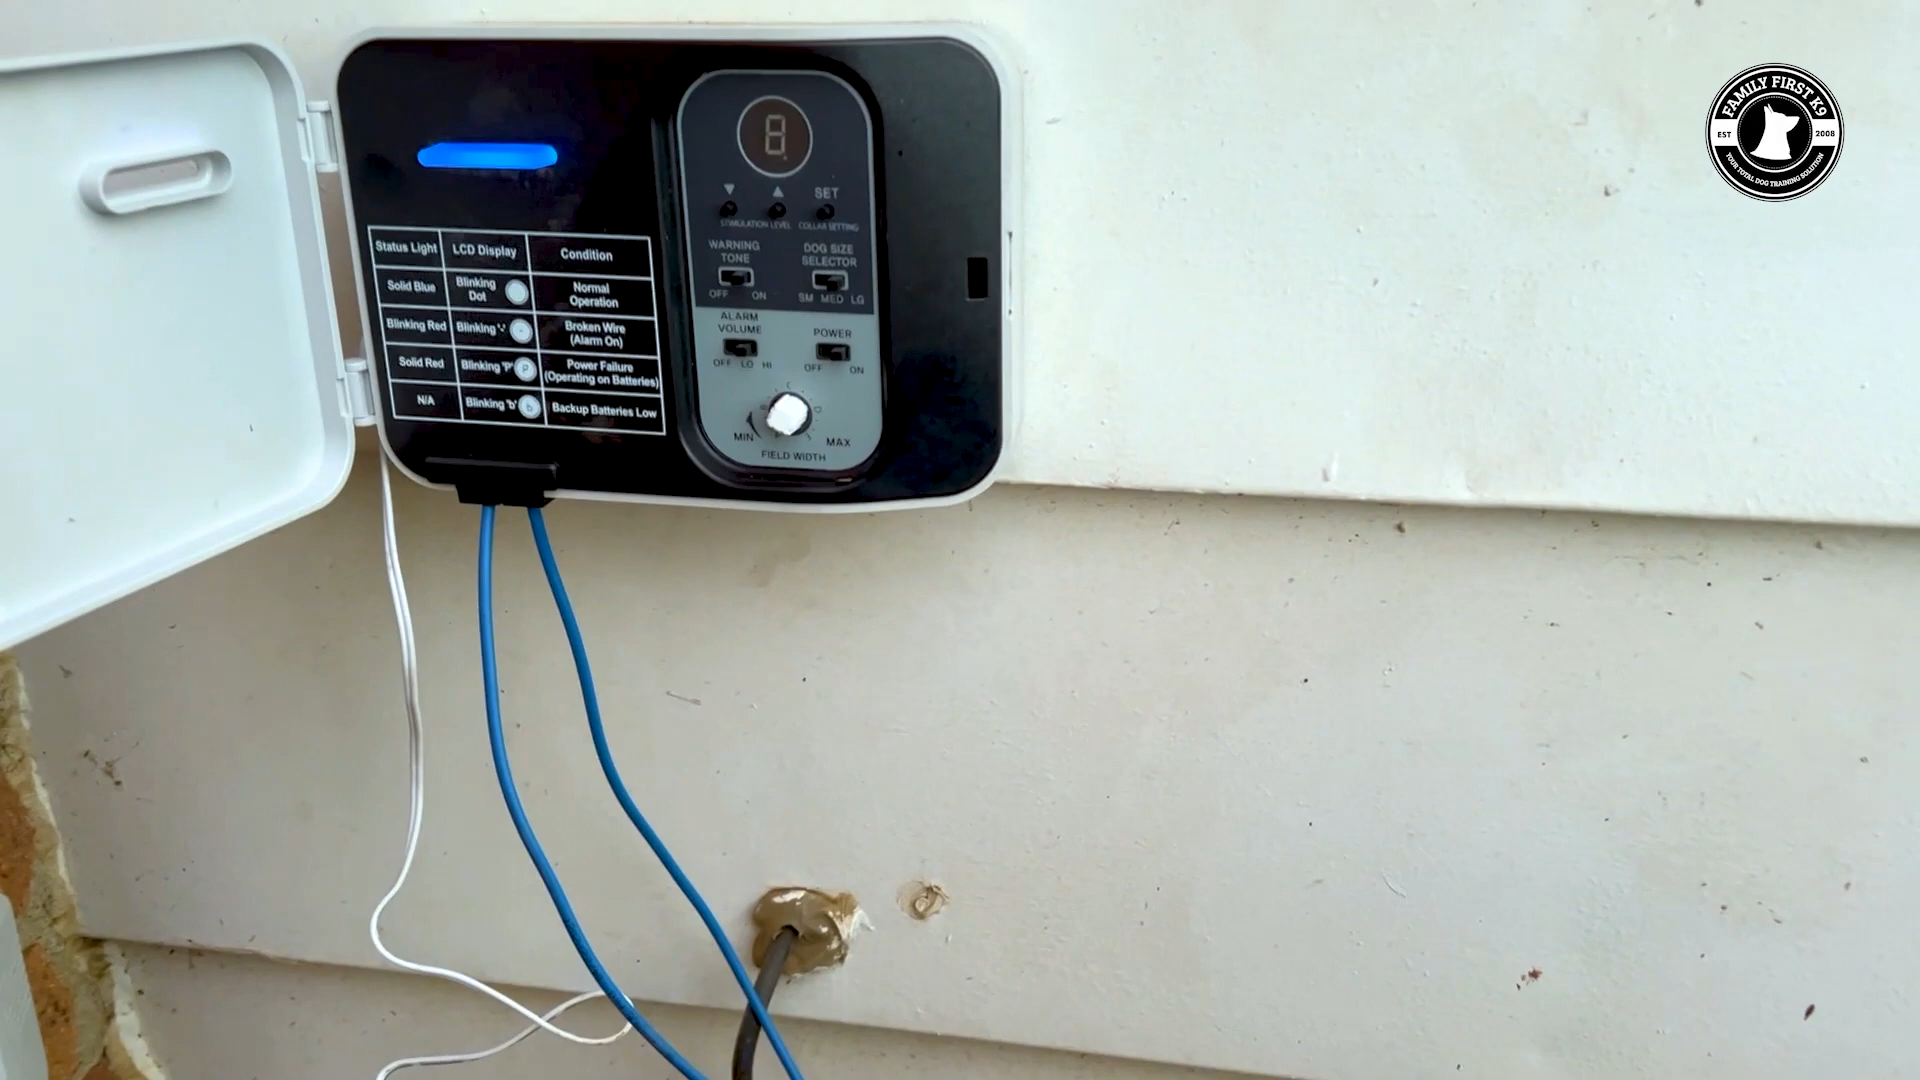 FAMILY FIRST K9
EST
2008
YOUR TOTAL DOG TRAINING SOLUTION
8
SET
STIMULATION LEVEL
COLLAR SETTING
WARNING
TONE
OFF ON
DOG SIZE
SELECTOR
SM MED LG
ALARM
VOLUME
OFF LO HI
POWER
OFF ON
MIN
MAX
FIELD WIDTH
Status Light LCD Display Condition
Solid Blue Blinking Dot Normal Operation
Blinking Red Blinking '-' Broken Wire (Alarm On)
Solid Red Blinking 'P' P Power Failure (Operating on Batteries)
N/A Blinking 'b' b Backup Batteries Low